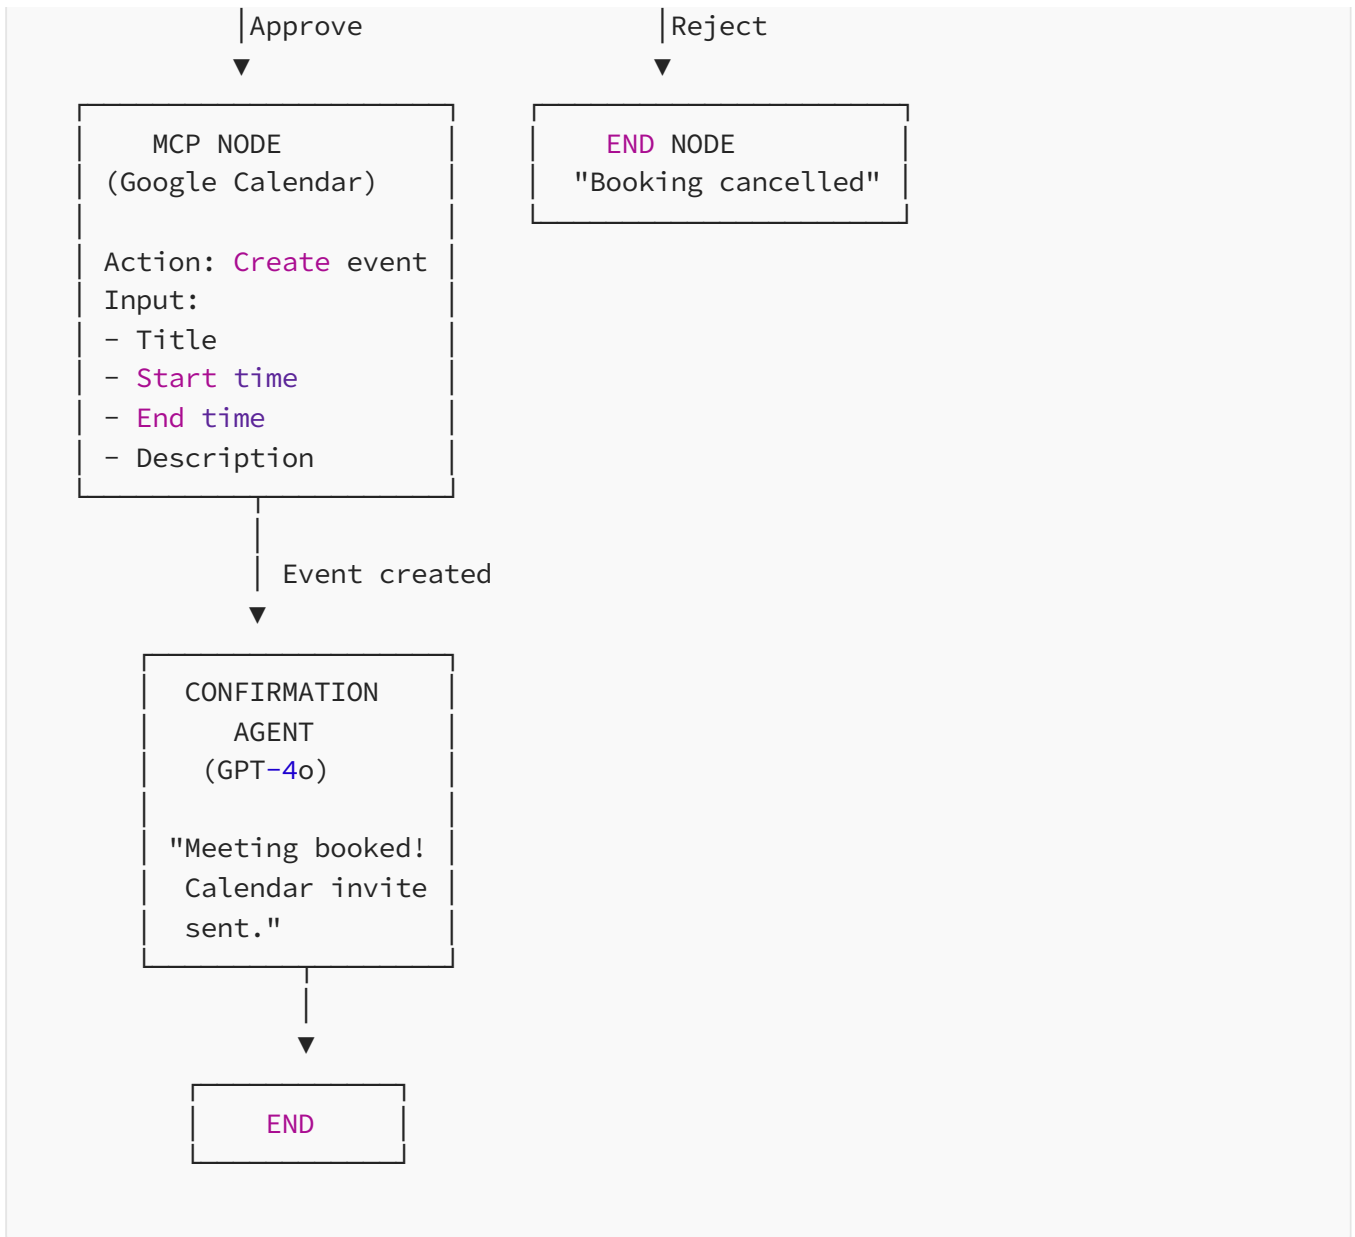 Approve Reject
MCP NODE END NODE
(Google Calendar) "Booking cancelled"
Action: Create event
Input:
- Title
- Start time
- End time
- Description
Event created
CONFIRMATION
AGENT
(GPT-4o)
"Meeting booked!
Calendar invite
sent."
END